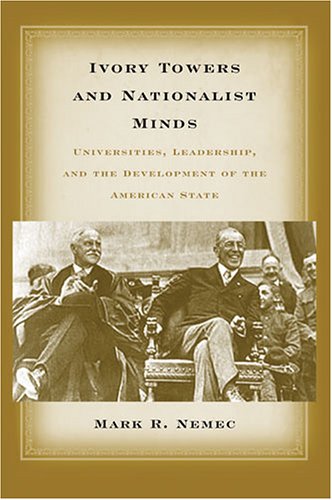 Ivory Towers
and Nationalist
Minds
Universities, Leadership,
and the Development of the
American State
Mark R. Nemec